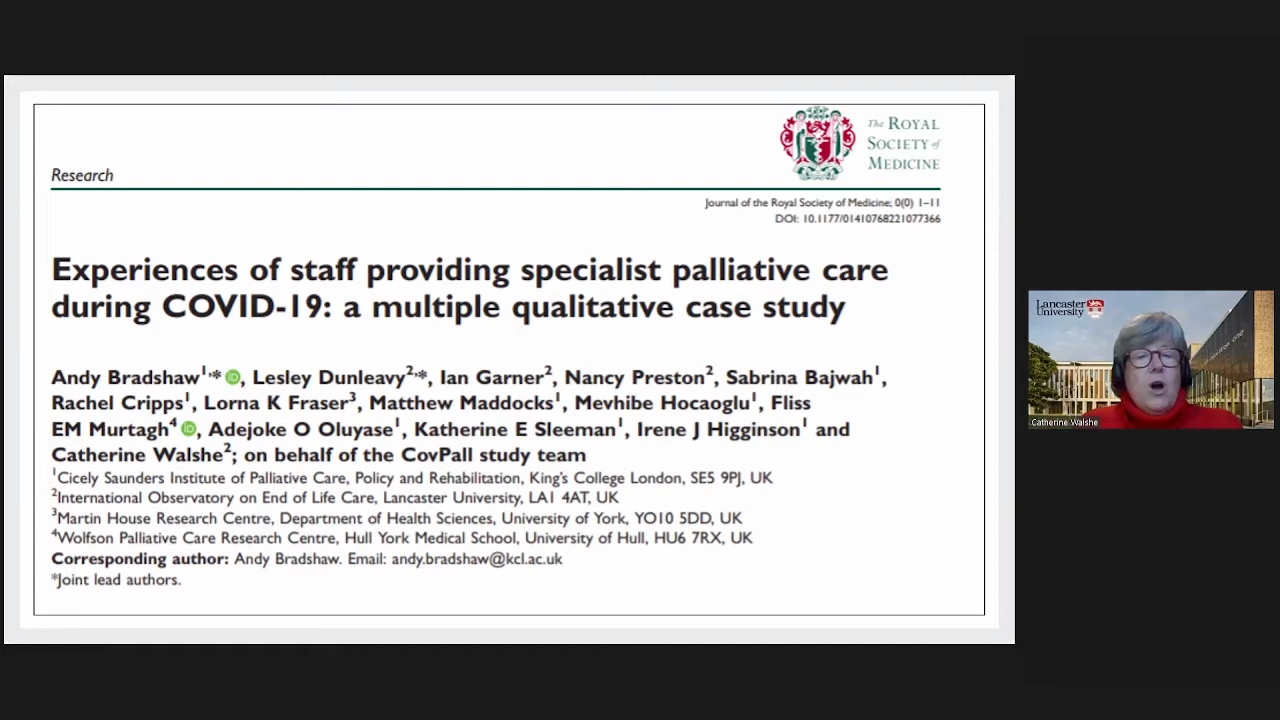 The ROYAL
SOCIETY of
MEDICINE
Research
Journal of the Royal Society of Medicine; 0(0) 1–11
DOI: 10.1177/01410768221077366
Experiences of staff providing specialist palliative care
during COVID-19: a multiple qualitative case study
Andy Bradshaw1,* iD, Lesley Dunleavy2,*, Ian Garner2, Nancy Preston2, Sabrina Bajwah1,
Rachel Cripps1, Lorna K Fraser3, Matthew Maddocks1, Mevhibe Hocaoglu1, Fliss
EM Murtagh4 iD, Adejoke O Oluyase1, Katherine E Sleeman1, Irene J Higginson1 and
Catherine Walshe2; on behalf of the CovPall study team
1Cicely Saunders Institute of Palliative Care, Policy and Rehabilitation, King's College London, SE5 9PJ, UK
2International Observatory on End of Life Care, Lancaster University, LA1 4AT, UK
3Martin House Research Centre, Department of Health Sciences, University of York, YO10 5DD, UK
4Wolfson Palliative Care Research Centre, Hull York Medical School, University of Hull, HU6 7RX, UK
Corresponding author: Andy Bradshaw. Email: andy.bradshaw@kcl.ac.uk
*Joint lead authors.
Lancaster
University
Catherine Walshe